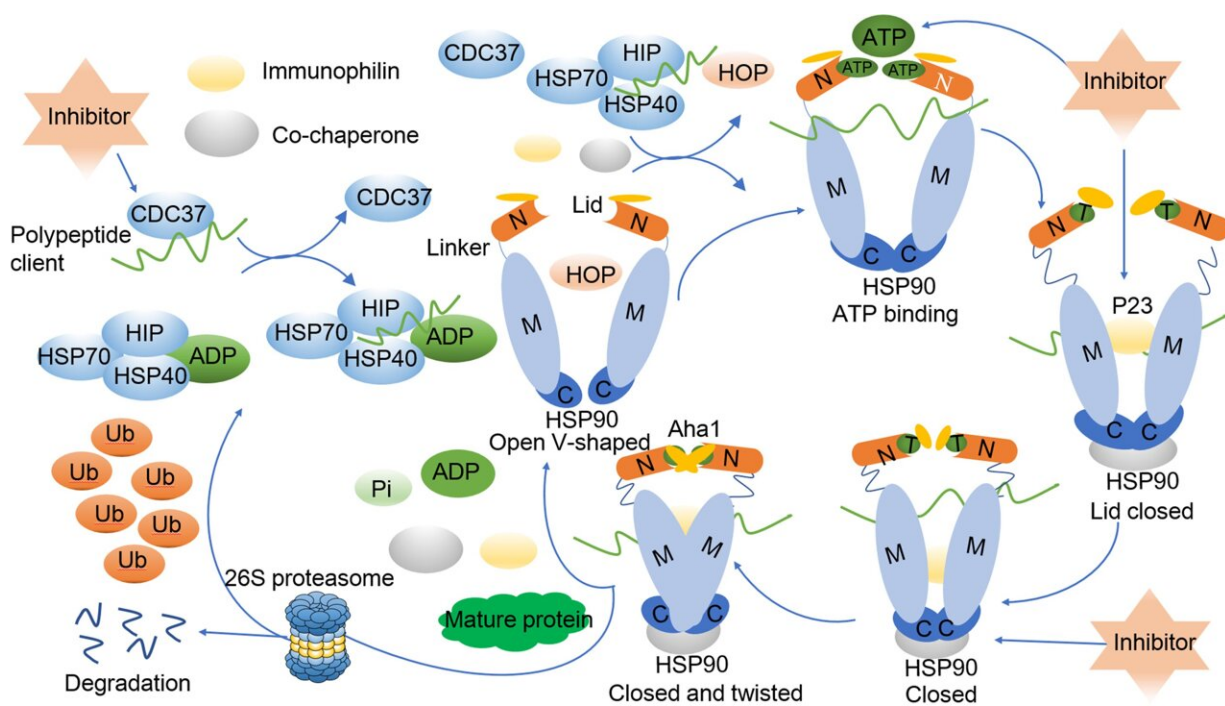 Inhibitor
Immunophilin
Co-chaperone
CDC37
Polypeptide
client
CDC37
HSP70
HIP
HSP40
ADP
HSP70
HIP
HSP40
ADP
CDC37
HSP70
HIP
HSP40
HOP
N
Lid
N
Linker
HOP
M
M
C
C
HSP90
Open V-shaped
ATP
N
ATP
ATP
N
M
M
C
C
HSP90
ATP binding
Inhibitor
N
T
T
N
P23
M
M
C
C
HSP90
Lid closed
N
T
T
N
M
M
C
C
HSP90
Closed
Inhibitor
Aha1
N
N
M
M
C
C
HSP90
Closed and twisted
Pi
ADP
Mature protein
26S proteasome
Ub
Ub
Ub
Ub
Ub
Ub
Degradation